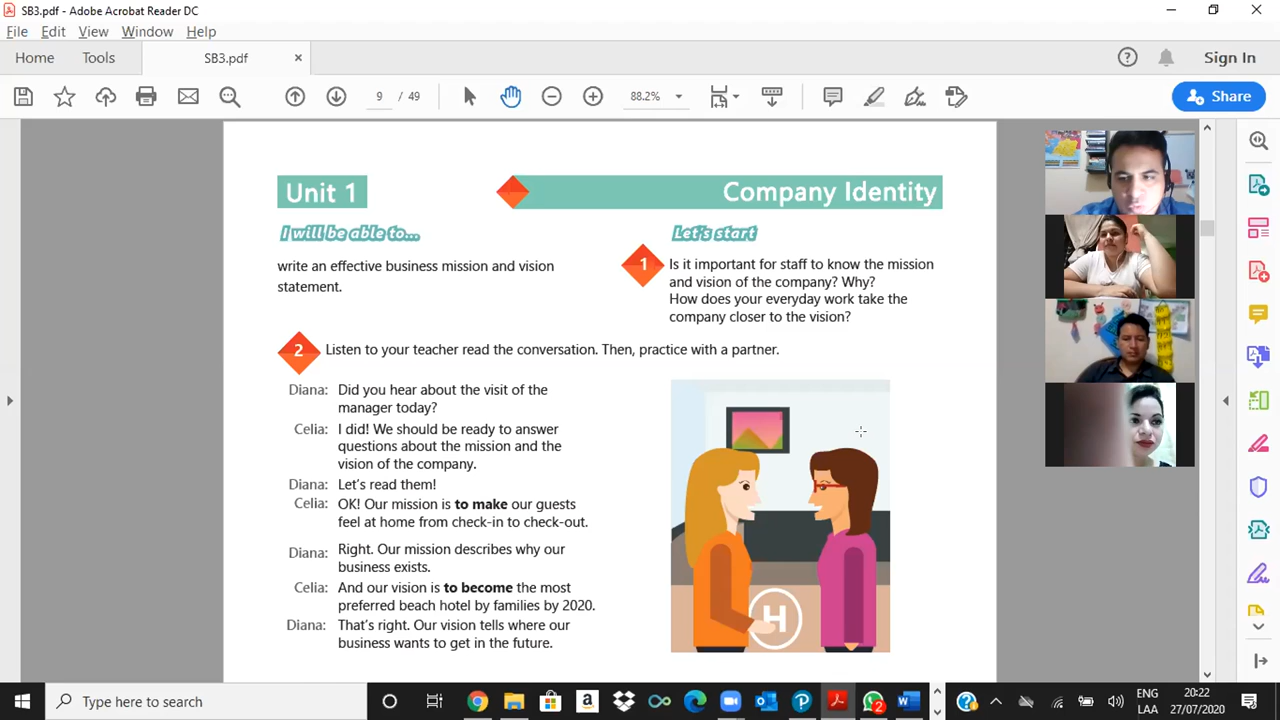 SB3.pdf - Adobe Acrobat Reader DC
File Edit View Window Help
Home Tools SB3.pdf × Sign In
9 / 49 88.2% Share
Unit 1 Company Identity
I will be able to...
write an effective business mission and vision
statement.
Let's start
1 Is it important for staff to know the mission
and vision of the company? Why?
How does your everyday work take the
company closer to the vision?
2 Listen to your teacher read the conversation. Then, practice with a partner.
Diana: Did you hear about the visit of the
manager today?
Celia: I did! We should be ready to answer
questions about the mission and the
vision of the company.
Diana: Let's read them!
Celia: OK! Our mission is to make our guests
feel at home from check-in to check-out.
Diana: Right. Our mission describes why our
business exists.
Celia: And our vision is to become the most
preferred beach hotel by families by 2020.
Diana: That's right. Our vision tells where our
business wants to get in the future.
H
Type here to search
2
ENG
LAA
20:22
27/07/2020